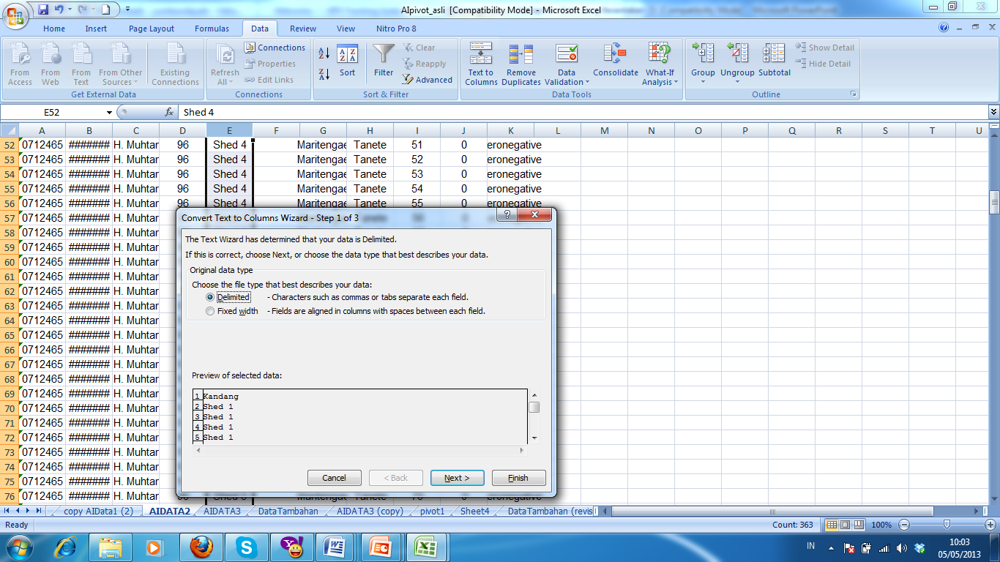 AIpivot_asli [Compatibility Mode] - Microsoft Excel
Home Insert Page Layout Formulas Data Review View Nitro Pro 8
From Access From Web From Text From Other Sources Existing Connections Refresh All Connections Properties Edit Links Sort Filter Clear Reapply Advanced Text to Columns Remove Duplicates Data Validation Consolidate What-If Analysis Group Ungroup Subtotal Show Detail Hide Detail
Get External Data Connections Sort & Filter Data Tools Outline
E52 fx Shed 4
A B C D E F G H I J K L M N O P Q R S T U
52 0712465 ####### H. Muhtar 96 Shed 4 Maritengae Tanete 51 0 eronegative
53 0712465 ####### H. Muhtar 96 Shed 4 Maritengae Tanete 52 0 eronegative
54 0712465 ####### H. Muhtar 96 Shed 4 Maritengae Tanete 53 0 eronegative
55 0712465 ####### H. Muhtar 96 Shed 4 Maritengae Tanete 54 0 eronegative
56 0712465 ####### H. Muhtar 96 Shed 4 Maritengae Tanete 55 0 eronegative
57 0712465 ####### H. Muhtar
58 0712465 ####### H. Muhtar
59 0712465 ####### H. Muhtar
60 0712465 ####### H. Muhtar
61 0712465 ####### H. Muhtar
62 0712465 ####### H. Muhtar
63 0712465 ####### H. Muhtar
64 0712465 ####### H. Muhtar
65 0712465 ####### H. Muhtar
66 0712465 ####### H. Muhtar
67 0712465 ####### H. Muhtar
68 0712465 ####### H. Muhtar
69 0712465 ####### H. Muhtar
70 0712465 ####### H. Muhtar
71 0712465 ####### H. Muhtar
72 0712465 ####### H. Muhtar
73 0712465 ####### H. Muhtar
74 0712465 ####### H. Muhtar
75 0712465 ####### H. Muhtar
76 0712465 ####### H. Muhtar
Convert Text to Columns Wizard - Step 1 of 3
The Text Wizard has determined that your data is Delimited.
If this is correct, choose Next, or choose the data type that best describes your data.
Original data type
Choose the file type that best describes your data:
Delimited - Characters such as commas or tabs separate each field.
Fixed width - Fields are aligned in columns with spaces between each field.
Preview of selected data:
1 Kandang
2 Shed 1
3 Shed 1
4 Shed 1
5 Shed 1
Cancel < Back Next > Finish
copy AIData1 (2) AIDATA2 AIDATA3 DataTambahan AIDATA3 (copy) pivot1 Sheet4 DataTambahan (revis
Ready Count: 363 100%
IN 10:03
05/05/2013